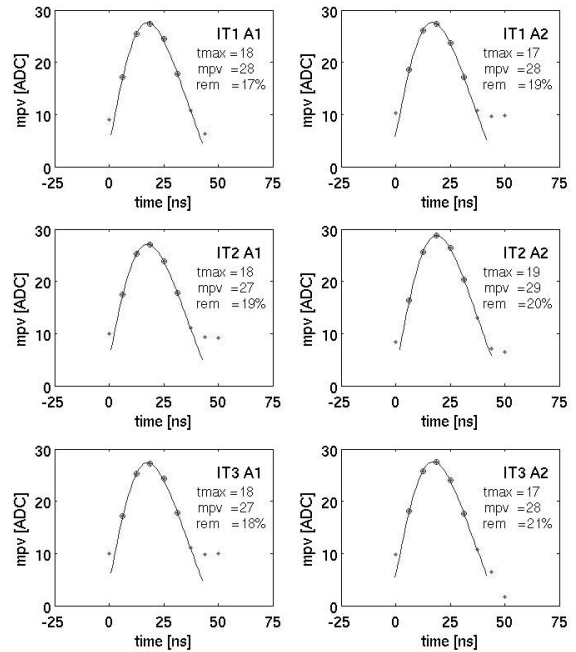 30
20
10
0
mpv [ADC]
IT1 A1
tmax = 18
mpv = 28
rem = 17%
-25 0 25 50 75
time [ns]
30
20
10
0
mpv [ADC]
IT1 A2
tmax = 17
mpv = 28
rem = 19%
-25 0 25 50 75
time [ns]
30
20
10
0
mpv [ADC]
IT2 A1
tmax = 18
mpv = 27
rem = 19%
-25 0 25 50 75
time [ns]
30
20
10
0
mpv [ADC]
IT2 A2
tmax = 19
mpv = 29
rem = 20%
-25 0 25 50 75
time [ns]
30
20
10
0
mpv [ADC]
IT3 A1
tmax = 18
mpv = 27
rem = 18%
-25 0 25 50 75
time [ns]
30
20
10
0
mpv [ADC]
IT3 A2
tmax = 17
mpv = 28
rem = 21%
-25 0 25 50 75
time [ns]